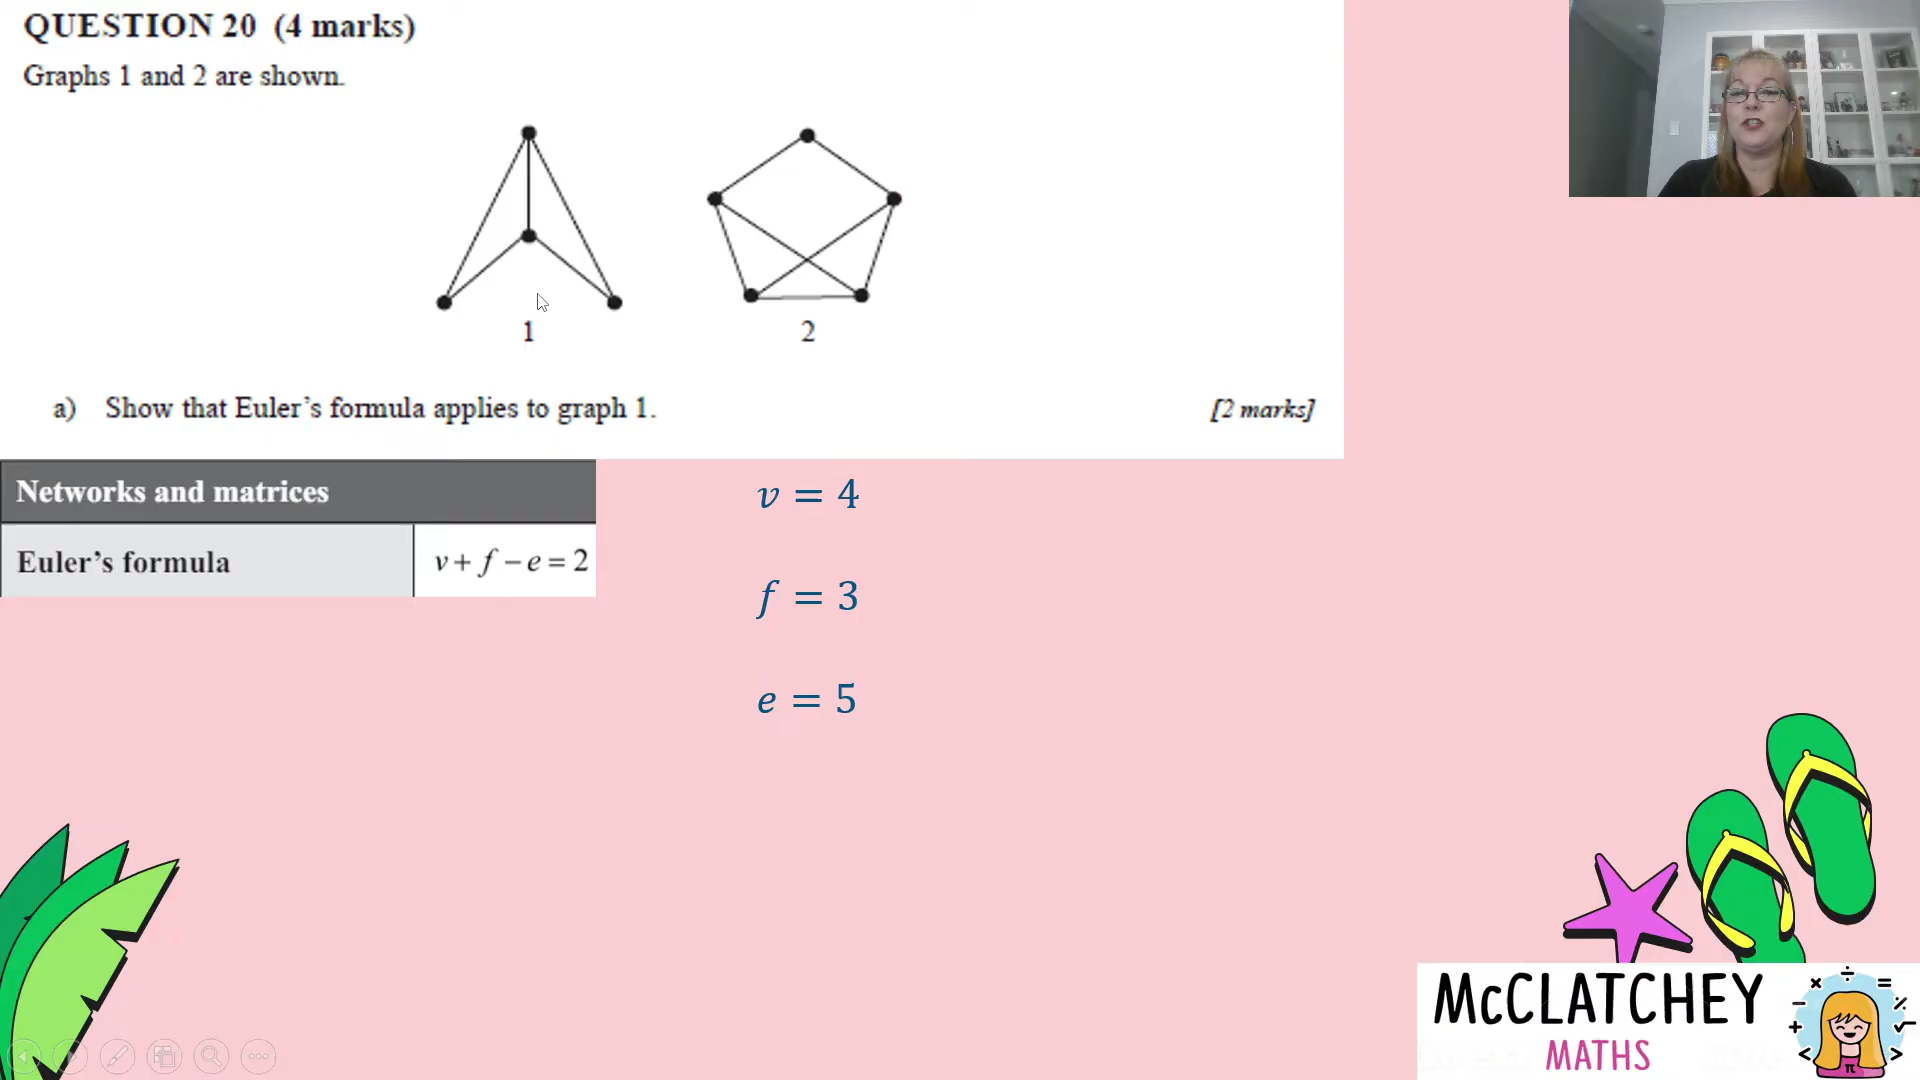 QUESTION 20 (4 marks)
Graphs 1 and 2 are shown.
1
2
a) Show that Euler’s formula applies to graph 1. [2 marks]
Networks and matrices
Euler’s formula v + f − e = 2
v = 4
f = 3
e = 5
McCLATCHEY
MATHS